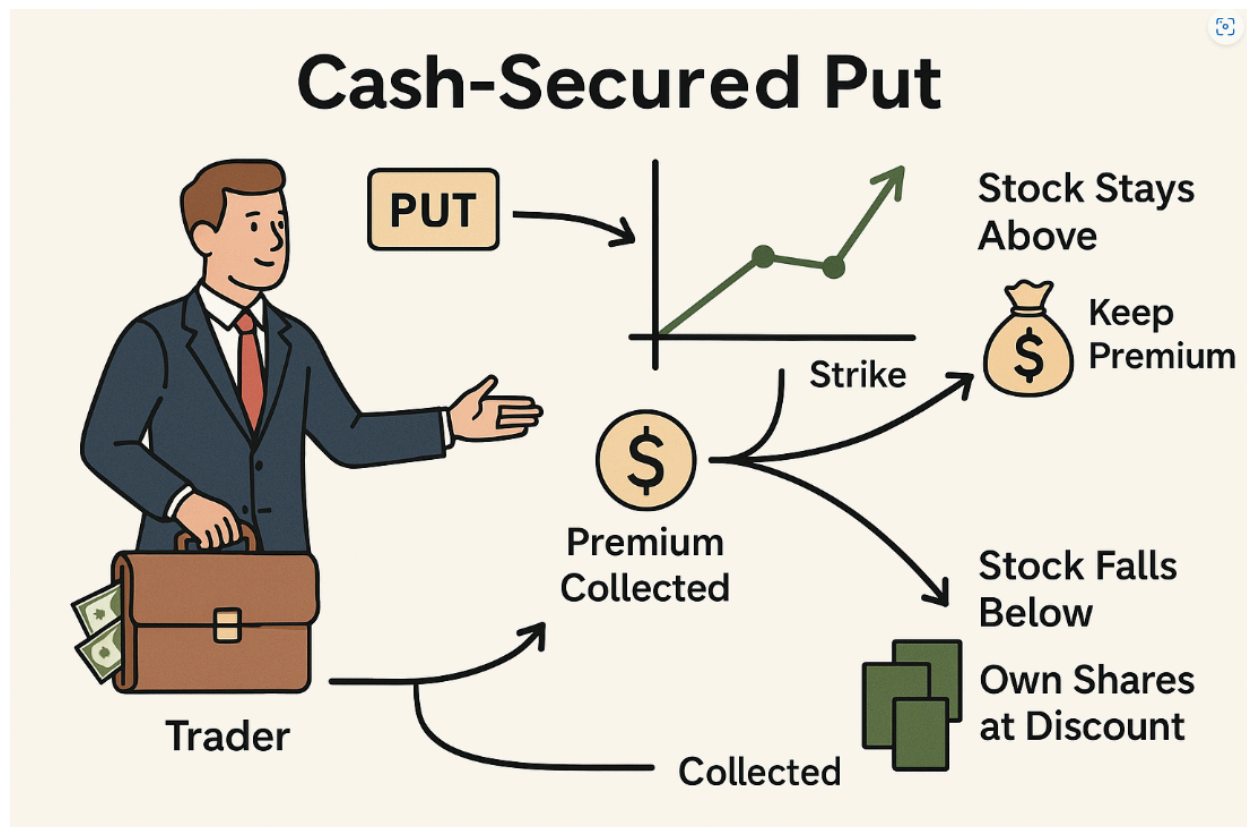 Cash-Secured Put
PUT
Stock Stays
Above
$
Keep
Premium
Strike
$
Premium
Collected
Stock Falls
Below
Own Shares
at Discount
Trader
Collected